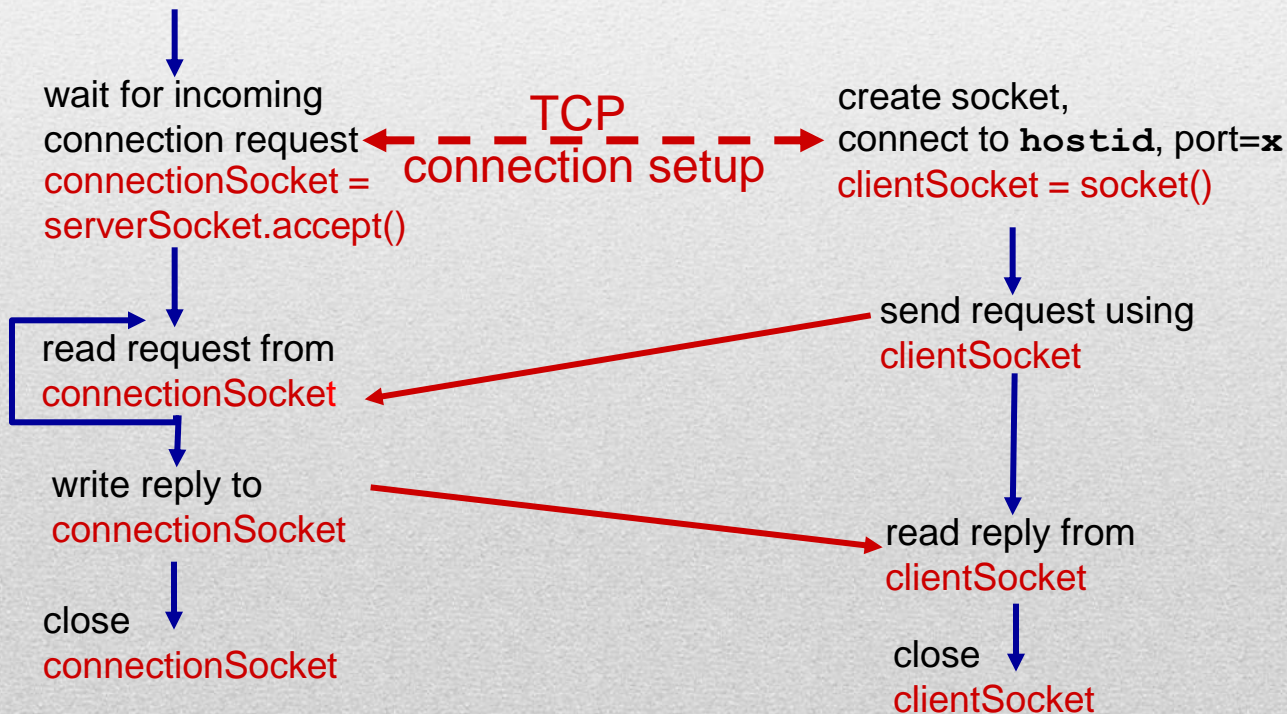 wait for incoming
connection request
connectionSocket =
serverSocket.accept()
TCP
connection setup
create socket,
connect to hostid, port=x
clientSocket = socket()
read request from
connectionSocket
send request using
clientSocket
write reply to
connectionSocket
read reply from
clientSocket
close
connectionSocket
close
clientSocket